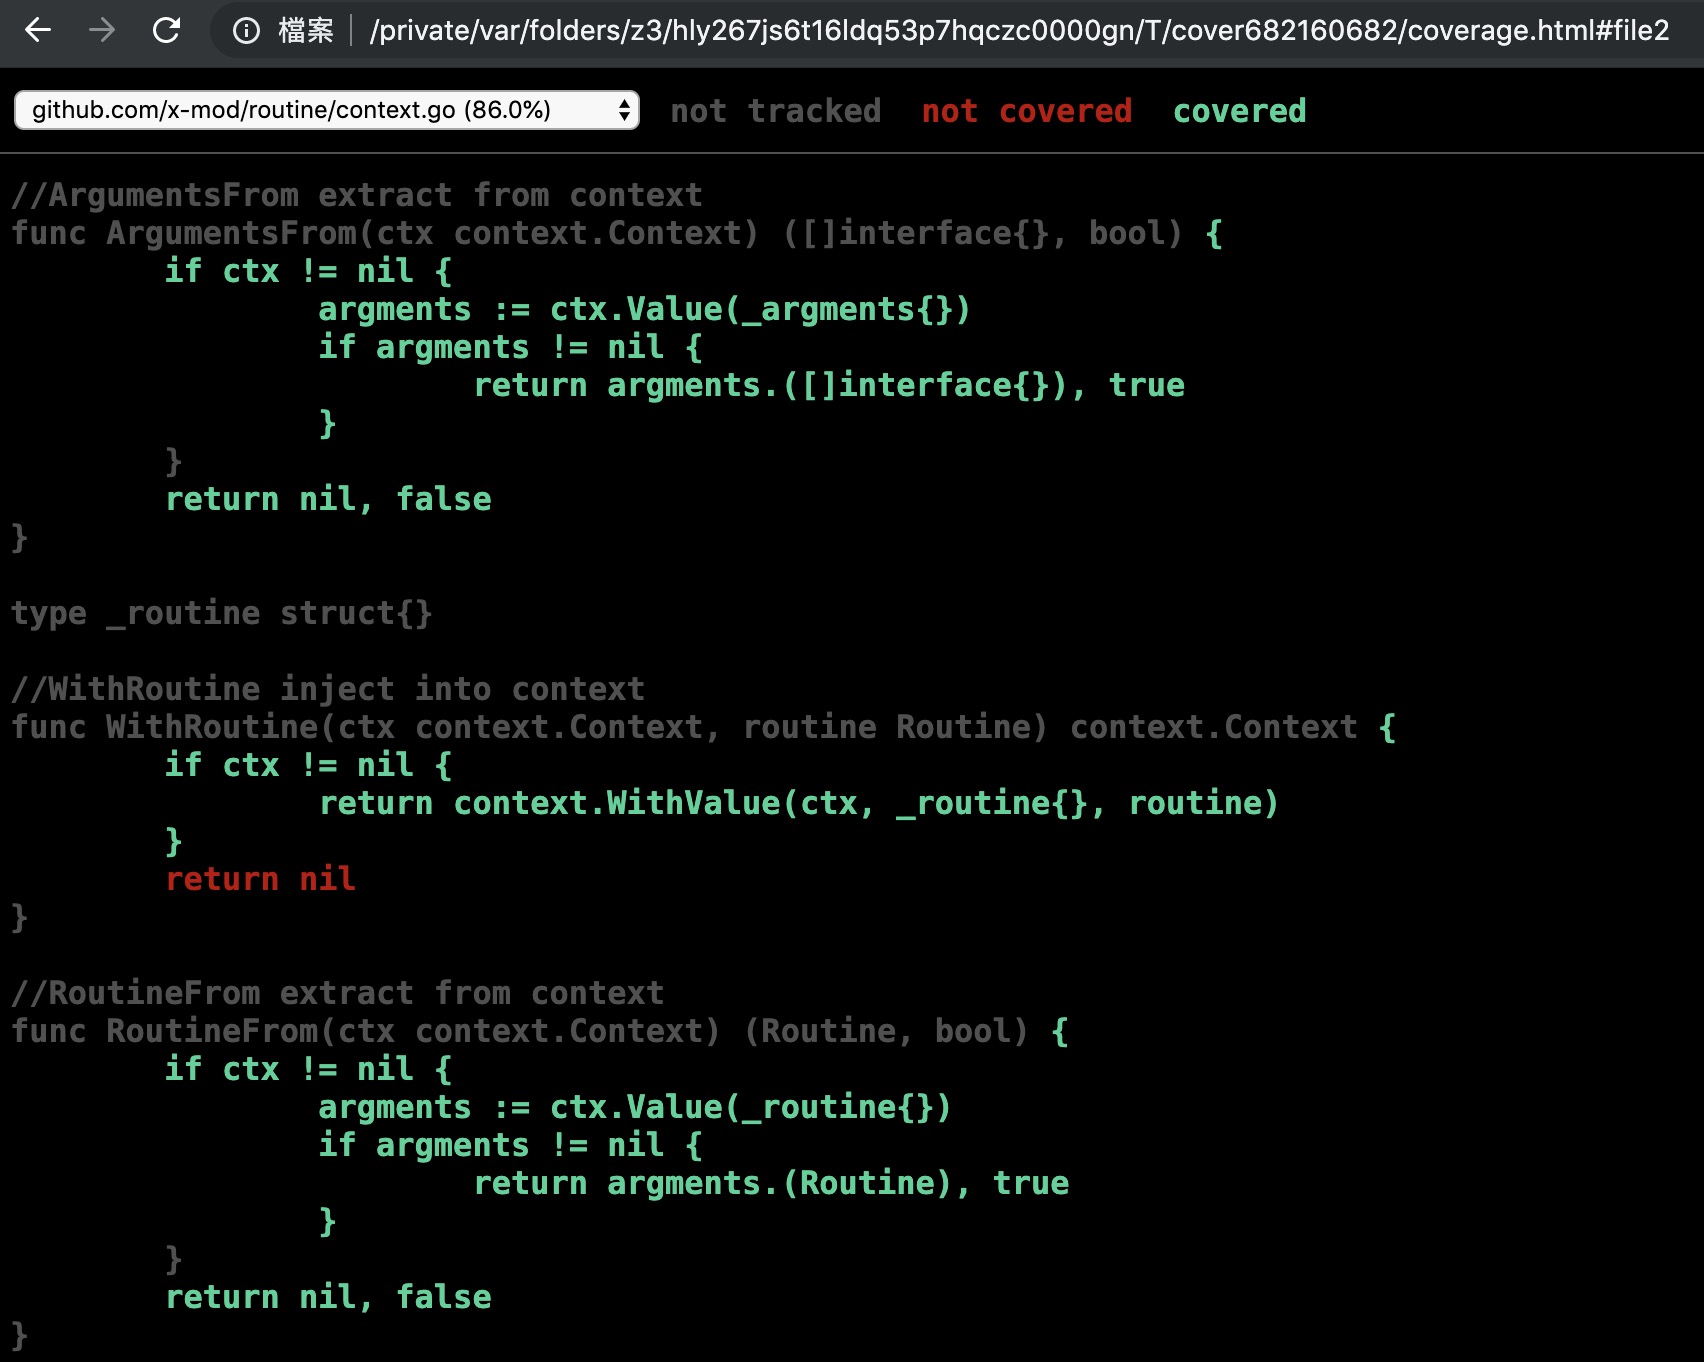 檔案 /private/var/folders/z3/hly267js6t16ldq53p7hqczc0000gn/T/cover682160682/coverage.html#file2
github.com/x-mod/routine/context.go (86.0%) not tracked not covered covered
//ArgumentsFrom extract from context
func ArgumentsFrom(ctx context.Context) ([]interface{}, bool) {
        if ctx != nil {
                argments := ctx.Value(_argments{})
                if argments != nil {
                        return argments.([]interface{}), true
                }
        }
        return nil, false
}
type _routine struct{}
//WithRoutine inject into context
func WithRoutine(ctx context.Context, routine Routine) context.Context {
        if ctx != nil {
                return context.WithValue(ctx, _routine{}, routine)
        }
        return nil
}
//RoutineFrom extract from context
func RoutineFrom(ctx context.Context) (Routine, bool) {
        if ctx != nil {
                argments := ctx.Value(_routine{})
                if argments != nil {
                        return argments.(Routine), true
                }
        }
        return nil, false
}